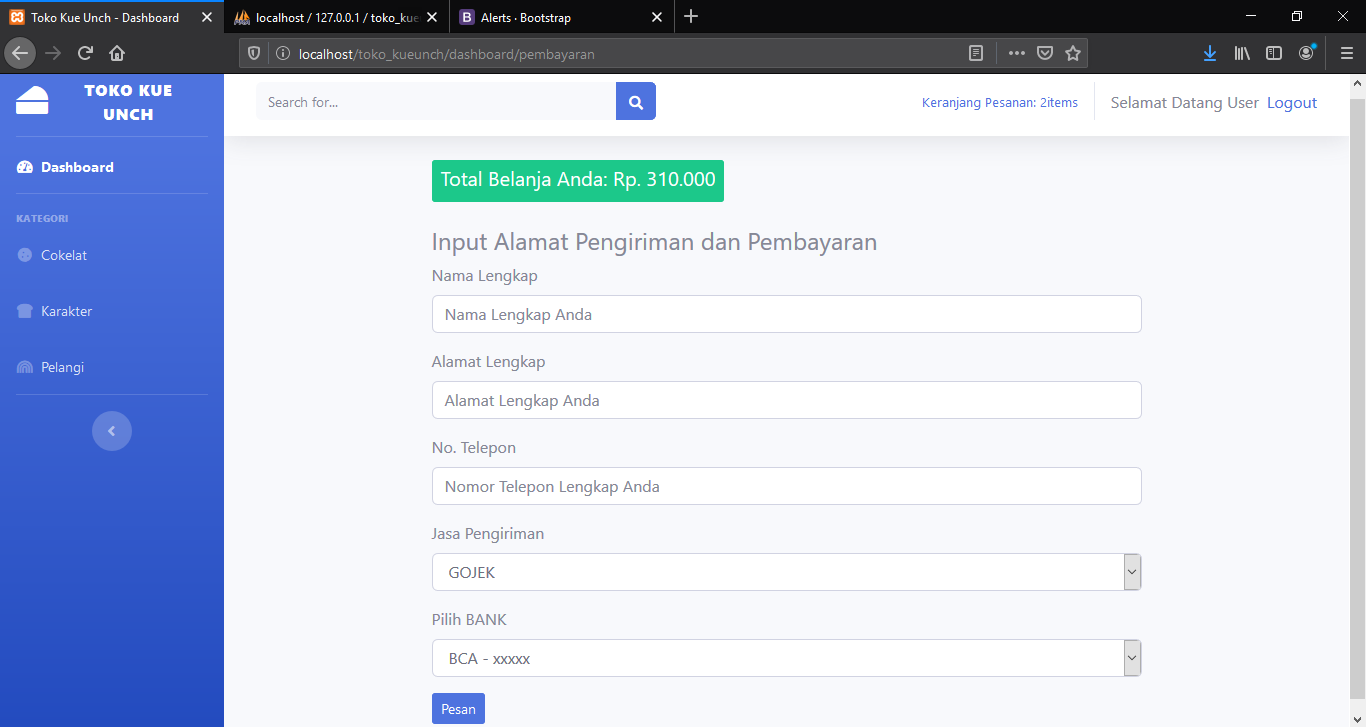 Toko Kue Unch - Dashboard
localhost / 127.0.0.1 / toko_kue
Alerts · Bootstrap
localhost/toko_kueunch/dashboard/pembayaran
TOKO KUE
UNCH
Search for...
Keranjang Pesanan: 2items
Selamat Datang User
Logout
Dashboard
KATEGORI
Cokelat
Karakter
Pelangi
Total Belanja Anda: Rp. 310.000
Input Alamat Pengiriman dan Pembayaran
Nama Lengkap
Nama Lengkap Anda
Alamat Lengkap
Alamat Lengkap Anda
No. Telepon
Nomor Telepon Lengkap Anda
Jasa Pengiriman
GOJEK
Pilih BANK
BCA - xxxxx
Pesan